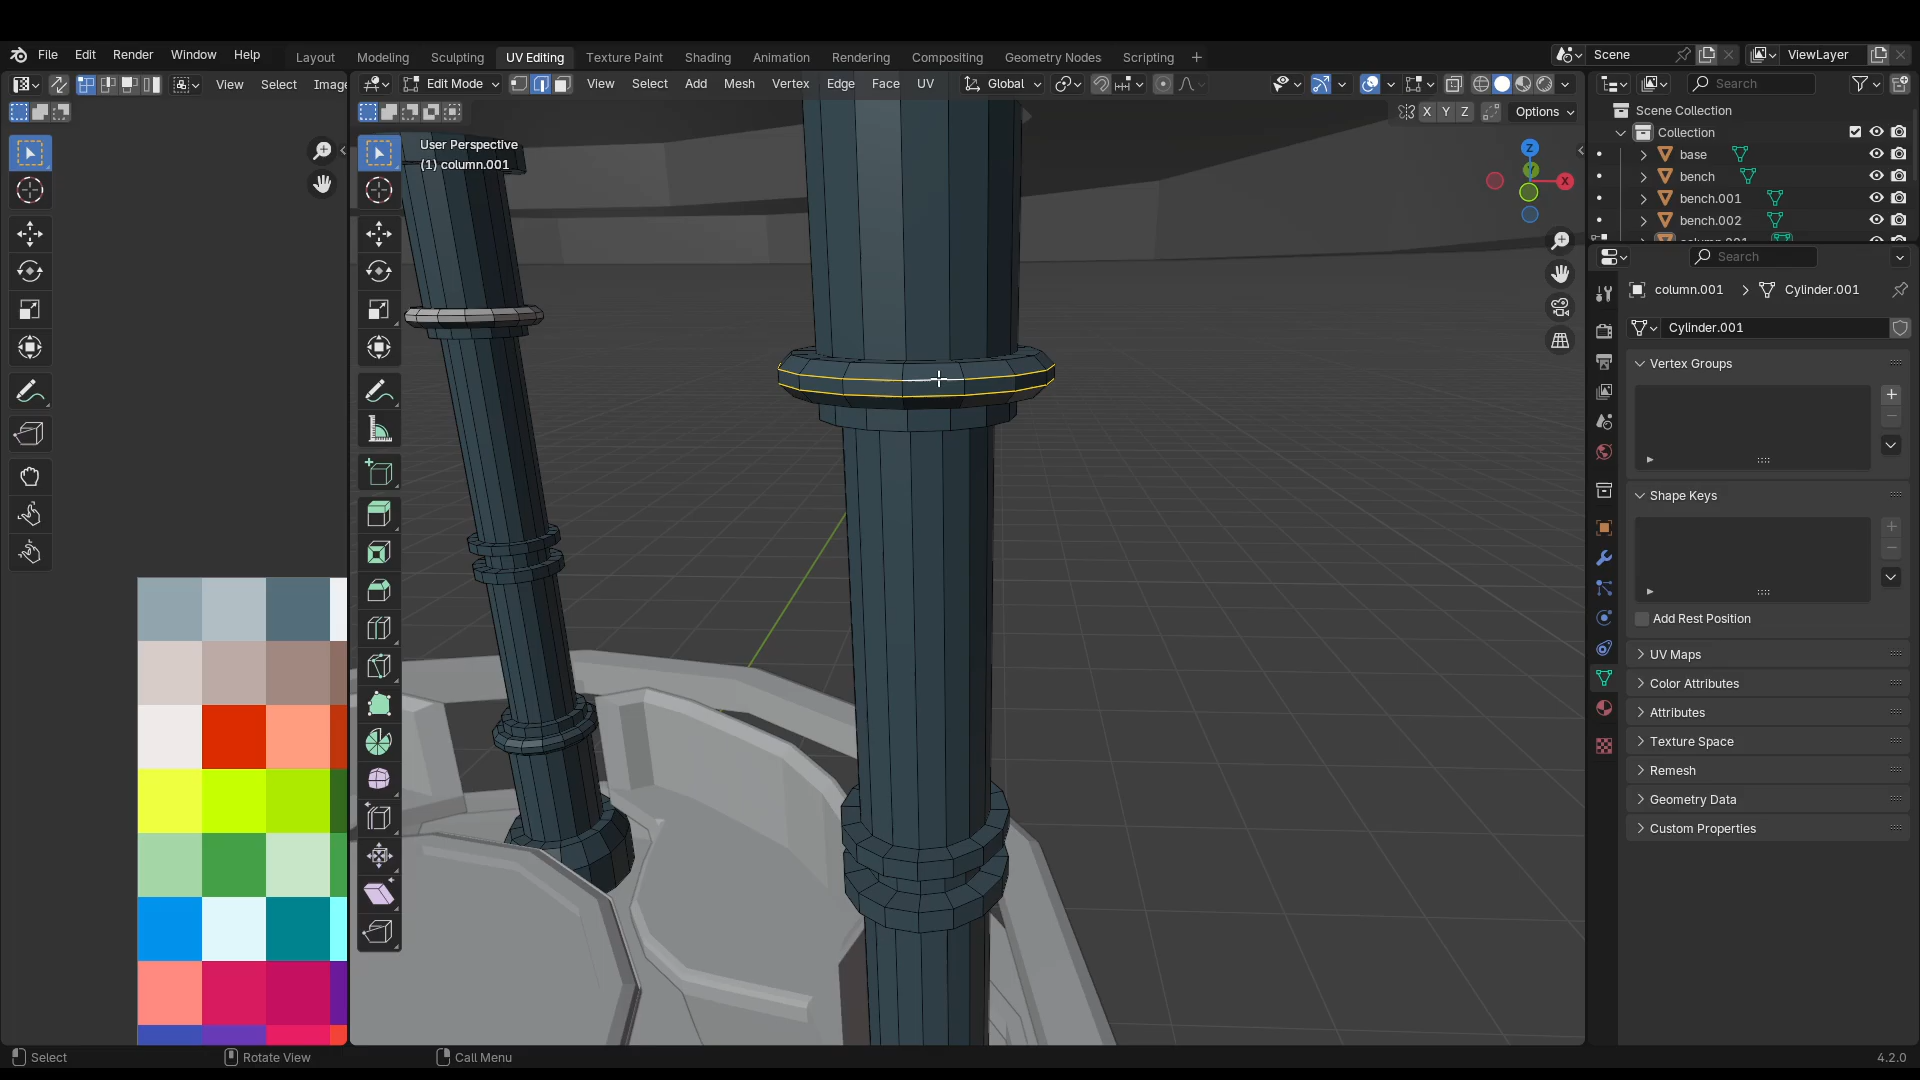 File Edit Render Window Help Layout Modeling Sculpting UV Editing Texture Paint Shading Animation Rendering Compositing Geometry Nodes Scripting + Scene ViewLayer
View Select Imag Edit Mode View Select Add Mesh Vertex Edge Face UV Global Search
X Y Z Options
Scene Collection
Collection
base
bench
bench.001
bench.002
User Perspective
(1) column.001
Z
X
Search
column.001 > Cylinder.001
Cylinder.001
Vertex Groups
Shape Keys
Add Rest Position
UV Maps
Color Attributes
Attributes
Texture Space
Remesh
Geometry Data
Custom Properties
Select Rotate View Call Menu 4.2.0